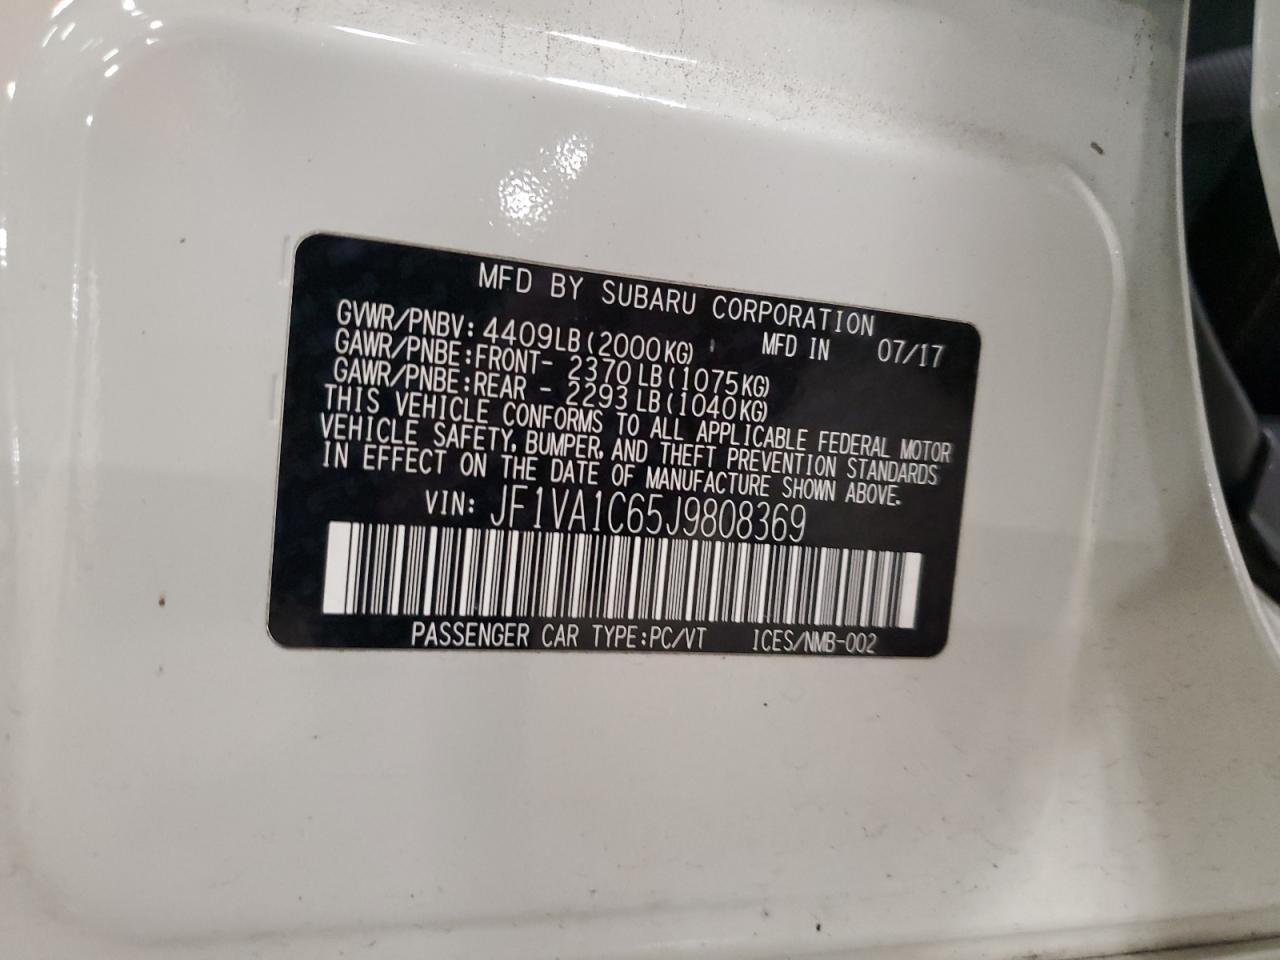 MFD BY SUBARU CORPORATION
GVWR/PNBV: 4409LB(2000KG) MFD IN 07/17
GAWR/PNBE:FRONT- 2370LB(1075KG)
GAWR/PNBE:REAR - 2293LB(1040KG)
THIS VEHICLE CONFORMS TO ALL APPLICABLE FEDERAL MOTOR
VEHICLE SAFETY, BUMPER, AND THEFT PREVENTION STANDARDS
IN EFFECT ON THE DATE OF MANUFACTURE SHOWN ABOVE.
VIN: JF1VA1C65J9808369
PASSENGER CAR TYPE:PC/VT ICES/NMB-002